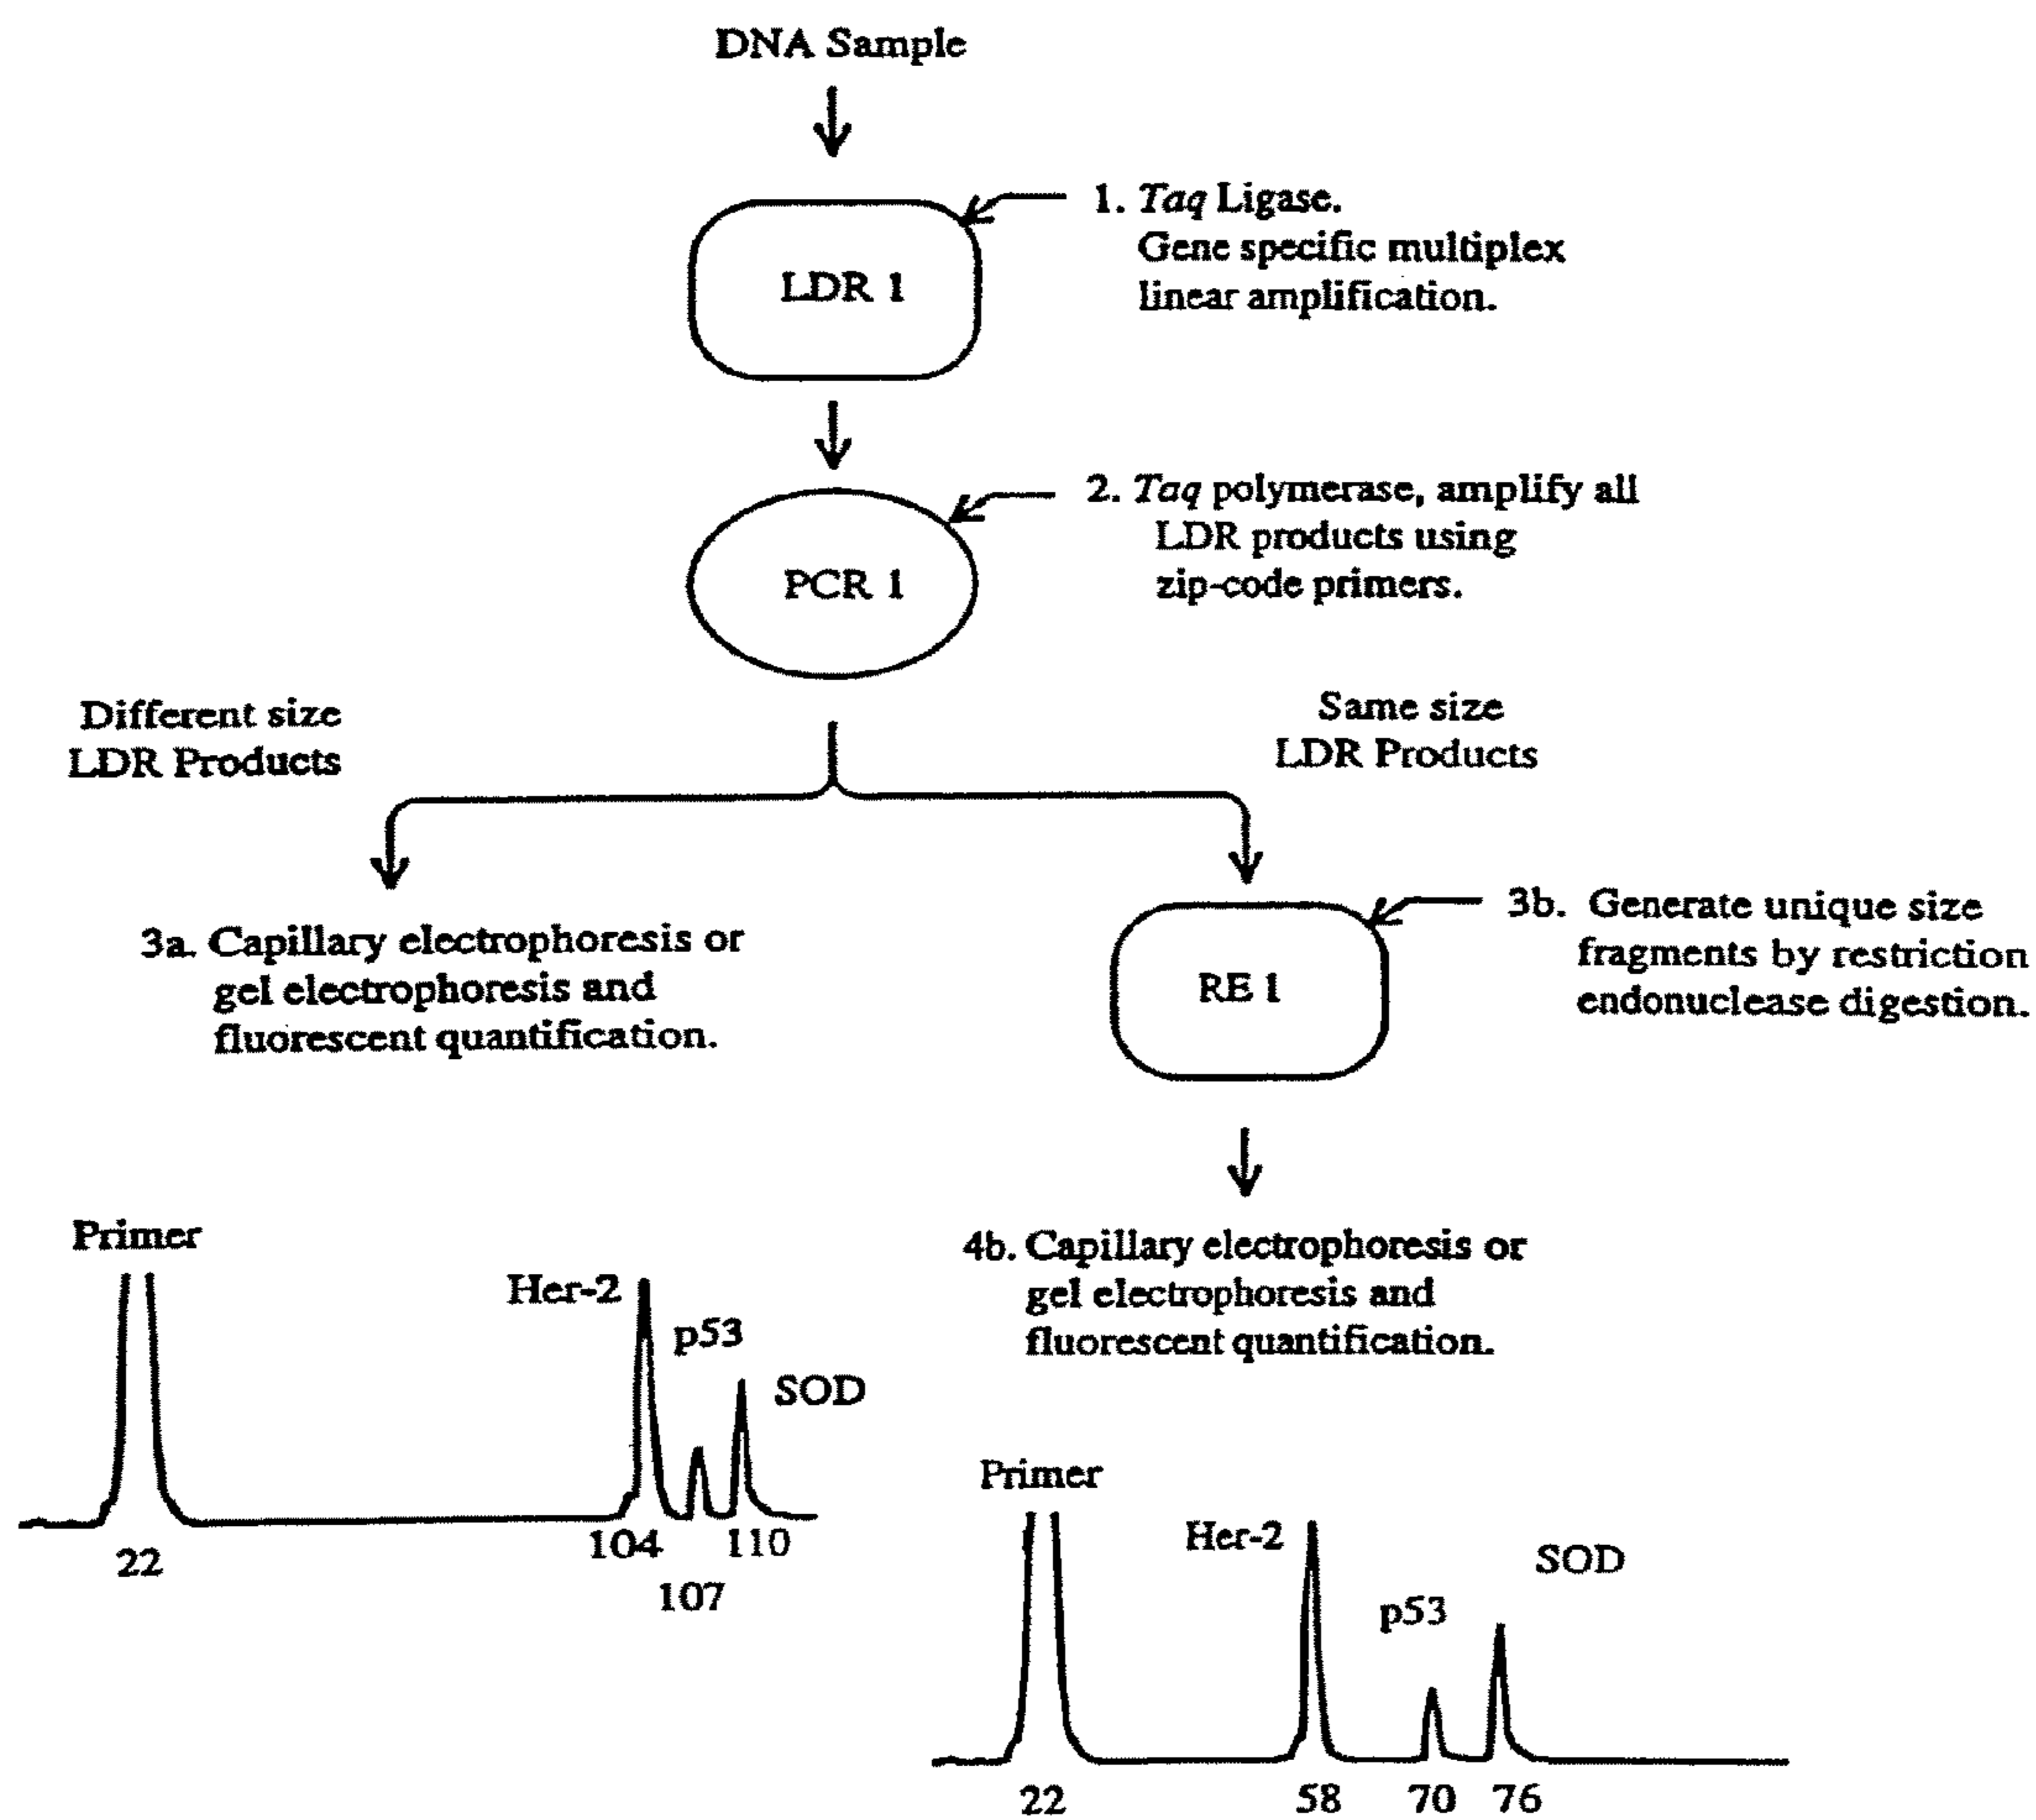 DNA Sample
LDR 1
1. Taq Ligase.
Gene specific multiplex
linear amplification.
PCR 1
2. Taq polymerase, amplify all
LDR products using
zip-code primers.
Different size
LDR Products
Same size
LDR Products
3a. Capillary electrophoresis or
gel electrophoresis and
fluorescent quantification.
RE 1
3b. Generate unique size
fragments by restriction
endonuclease digestion.
4b. Capillary electrophoresis or
gel electrophoresis and
fluorescent quantification.
Primer
Her-2
p53
SOD
22
104
107
110
Primer
Her-2
p53
SOD
22
58
70
76